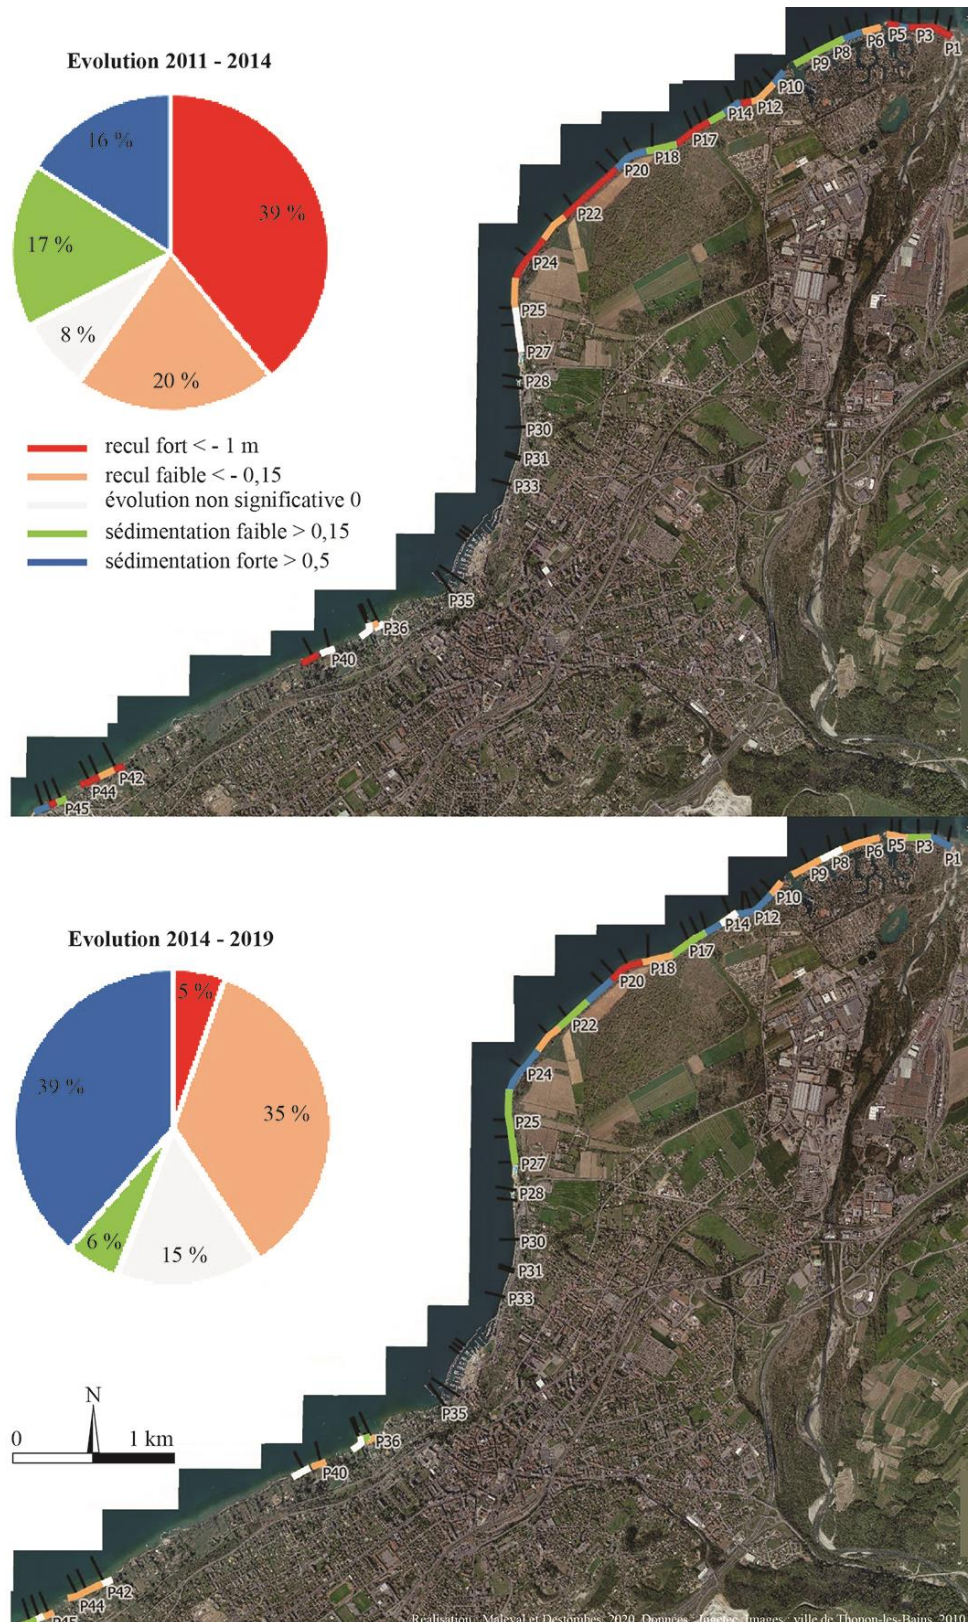 Evolution 2011 - 2014
16 %
39 %
17 %
8 %
20 %
recul fort < - 1 m
recul faible < - 0,15
évolution non significative 0
sédimentation faible > 0,15
sédimentation forte > 0,5
P1
P3
P5
P6
P8
P9
P10
P12
P14
P17
P18
P20
P22
P24
P25
P27
P28
P30
P31
P33
P35
P36
P40
P42
P44
P45
Evolution 2014 - 2019
5 %
39 %
35 %
6 %
15 %
N
0 1 km
P1
P3
P5
P6
P8
P9
P10
P12
P14
P17
P18
P20
P22
P24
P25
P27
P28
P30
P31
P33
P35
P36
P40
P42
P44
P45
Réalisation : Maleval et Destombes, 2020. Données : Ingetec. Images : ville de Thonon-les-Bains, 2010